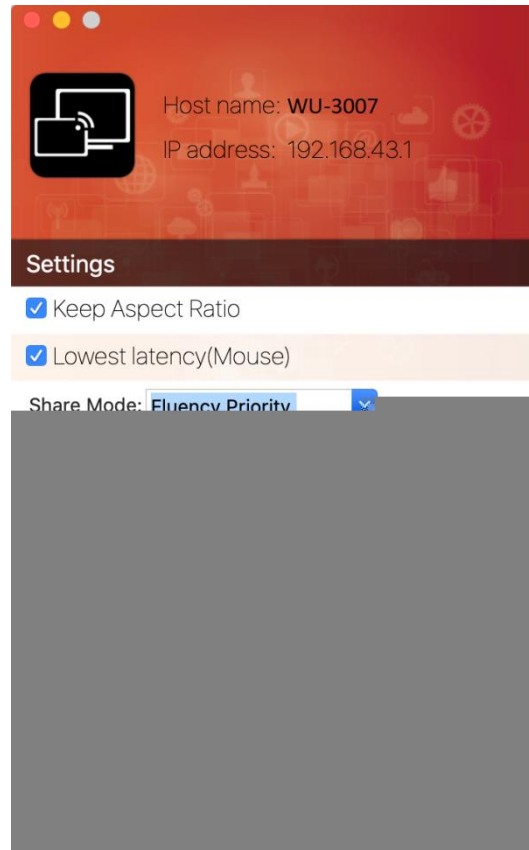 Host name: WU-3007
IP address: 192.168.43.1
Settings
Keep Aspect Ratio
Lowest latency(Mouse)
Share Mode: Fluency Priority